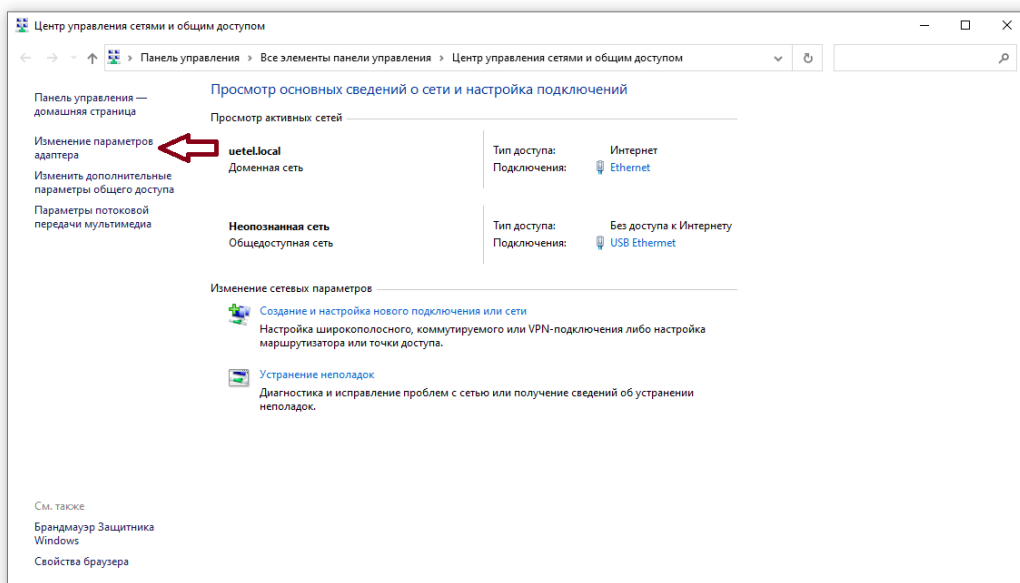 Центр управления сетями и общим доступом
Панель управления › Все элементы панели управления › Центр управления сетями и общим доступом
Панель управления —
домашняя страница
Изменение параметров
адаптера
Изменить дополнительные
параметры общего доступа
Параметры потоковой
передачи мультимедиа
Просмотр основных сведений о сети и настройка подключений
Просмотр активных сетей
uetel.local
Доменная сеть
Тип доступа: Интернет
Подключения: Ethernet
Неопознанная сеть
Общедоступная сеть
Тип доступа: Без доступа к Интернету
Подключения: USB Ethermet
Изменение сетевых параметров
Создание и настройка нового подключения или сети
Настройка широкополосного, коммутируемого или VPN-подключения либо настройка
маршрутизатора или точки доступа.
Устранение неполадок
Диагностика и исправление проблем с сетью или получение сведений об устранении
неполадок.
См. также
Брандмауэр Защитника
Windows
Свойства браузера